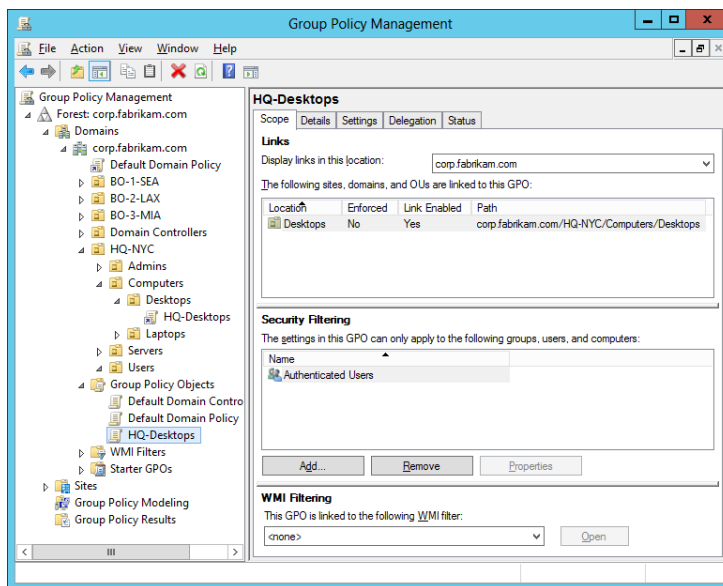 Group Policy Management
File Action View Window Help
Group Policy Management
Forest: corp.fabrikam.com
Domains
corp.fabrikam.com
Default Domain Policy
BO-1-SEA
BO-2-LAX
BO-3-MIA
Domain Controllers
HQ-NYC
Admins
Computers
Desktops
HQ-Desktops
Laptops
Servers
Users
Group Policy Objects
Default Domain Contro
Default Domain Policy
HQ-Desktops
WMI Filters
Starter GPOs
Sites
Group Policy Modeling
Group Policy Results
HQ-Desktops
Scope Details Settings Delegation Status
Links
Display links in this location: corp.fabrikam.com
The following sites, domains, and OUs are linked to this GPO:
Location Enforced Link Enabled Path
Desktops No Yes corp.fabrikam.com/HQ-NYC/Computers/Desktops
Security Filtering
The settings in this GPO can only apply to the following groups, users, and computers:
Name
Authenticated Users
Add... Remove Properties
WMI Filtering
This GPO is linked to the following WMI filter:
<none> Open